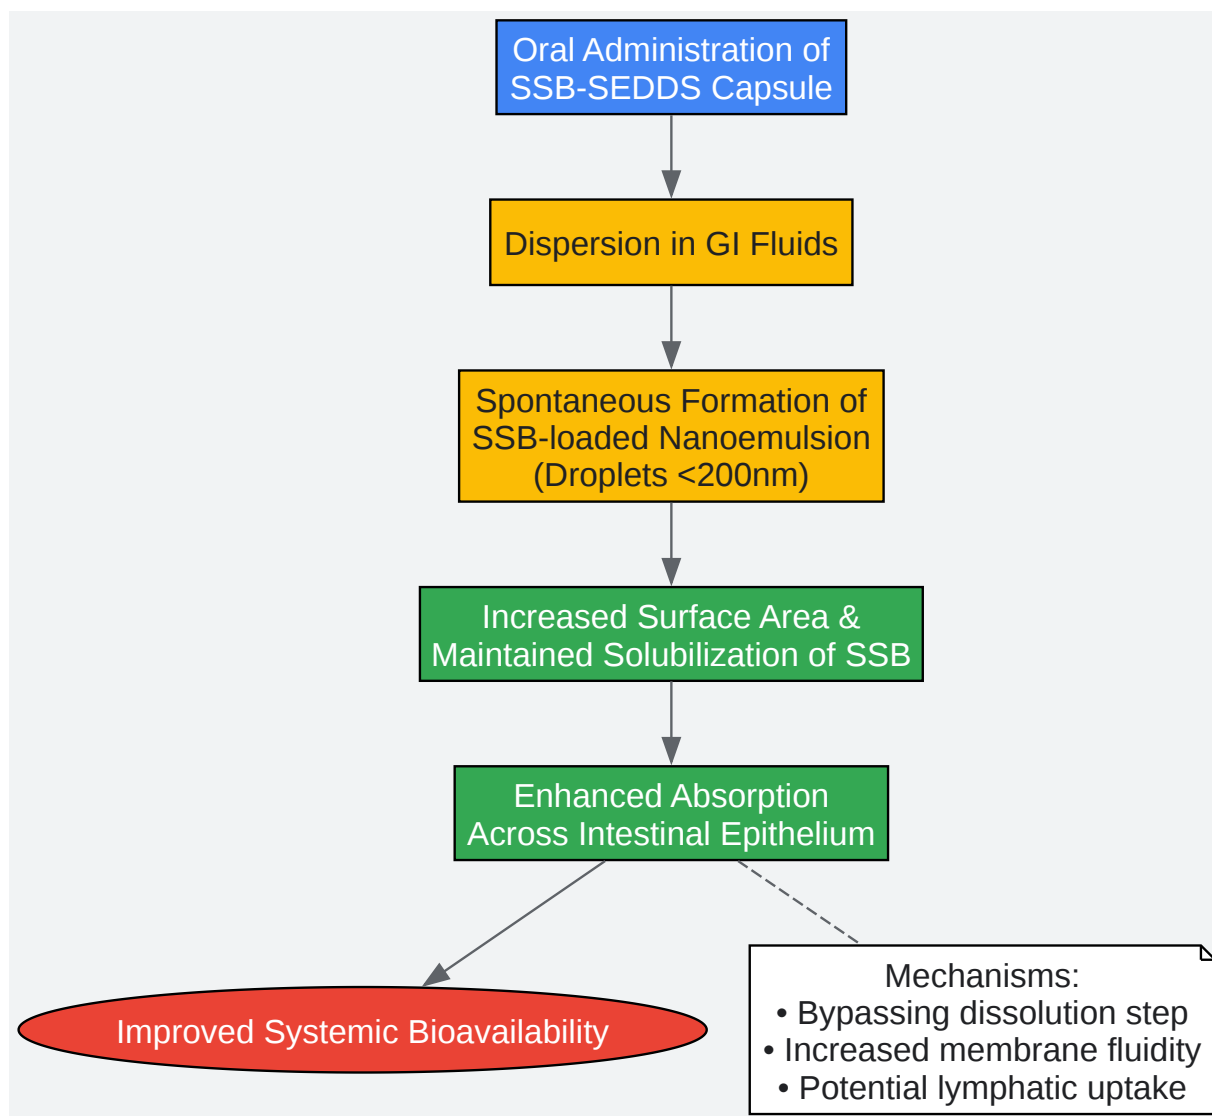 Oral Administration of
SSB-SEDDS Capsule
Dispersion in GI Fluids
Spontaneous Formation of
SSB-loaded Nanoemulsion
(Droplets <200nm)
Increased Surface Area &
Maintained Solubilization of SSB
Enhanced Absorption
Across Intestinal Epithelium
Improved Systemic Bioavailability
Mechanisms:
• Bypassing dissolution step
• Increased membrane fluidity
• Potential lymphatic uptake